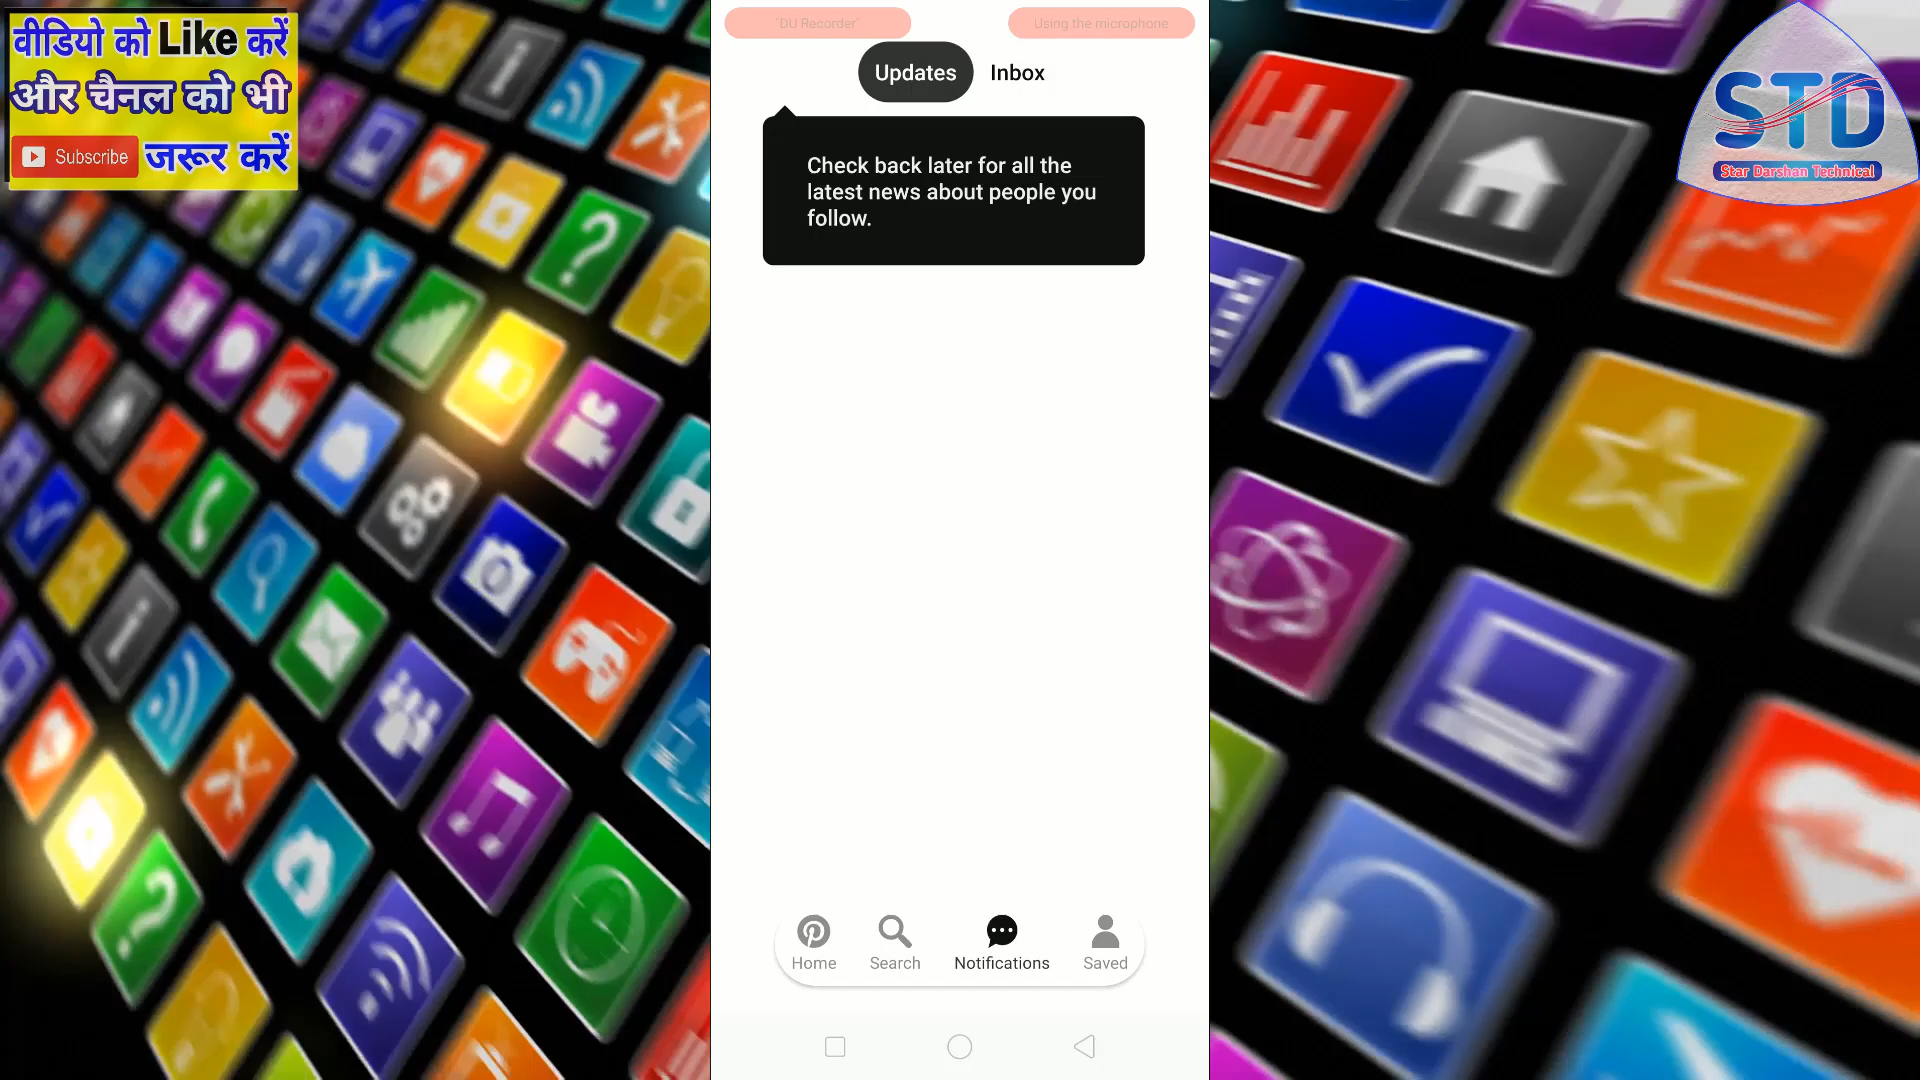 वीडियो को Like करें
और चैनल को भी
Subscribe जरूर करें
"DU Recorder"
Using the microphone
Updates
Inbox
Check back later for all the
latest news about people you
follow.
Home
Search
Notifications
Saved
STD
Star Darshan Technical